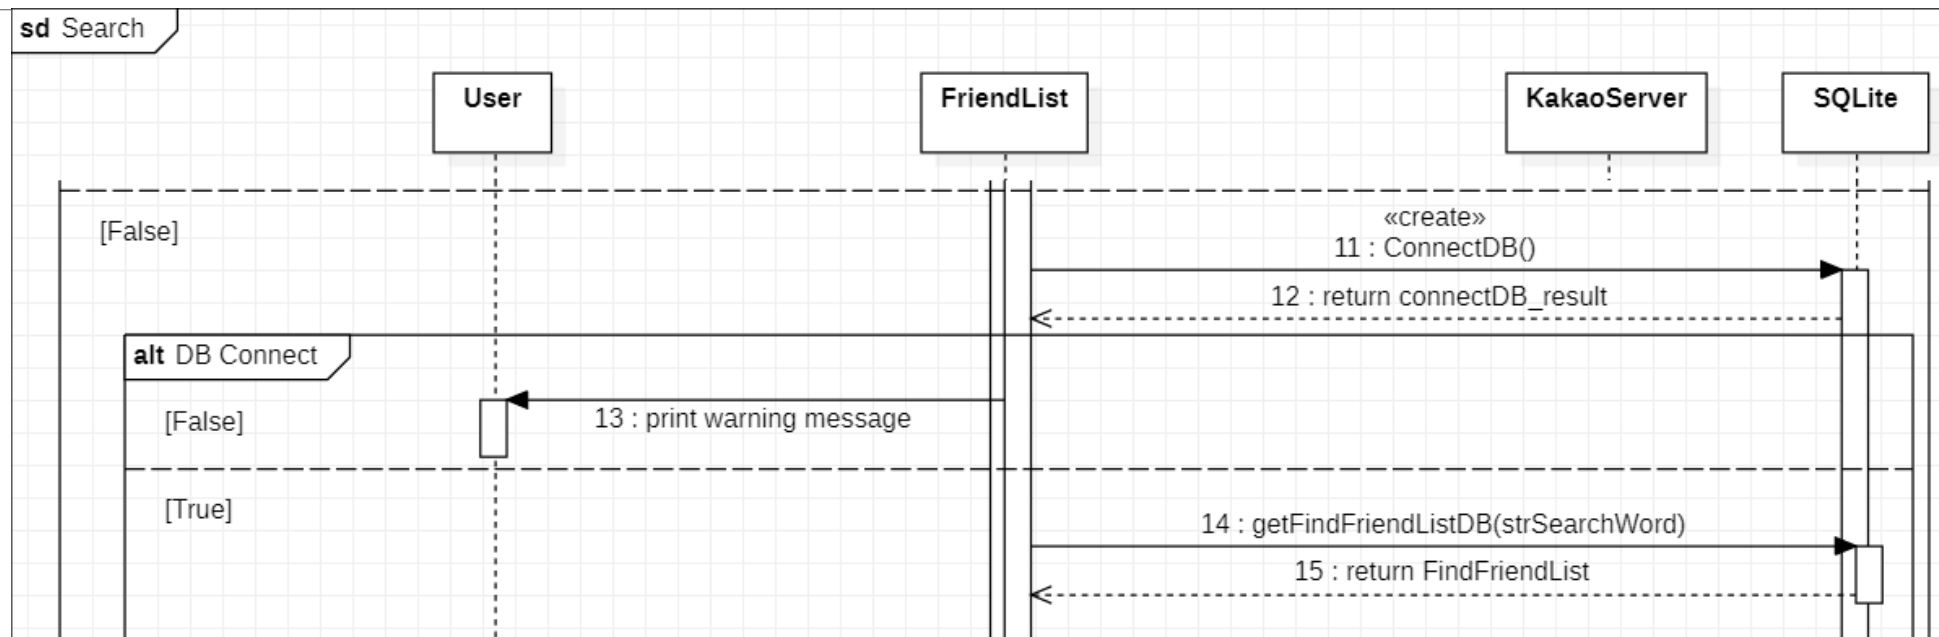 sd Search
User
FriendList
KakaoServer
SQLite
[False]
«create»
11 : ConnectDB()
12 : return connectDB_result
alt DB Connect
[False]
13 : print warning message
[True]
14 : getFindFriendListDB(strSearchWord)
15 : return FindFriendList